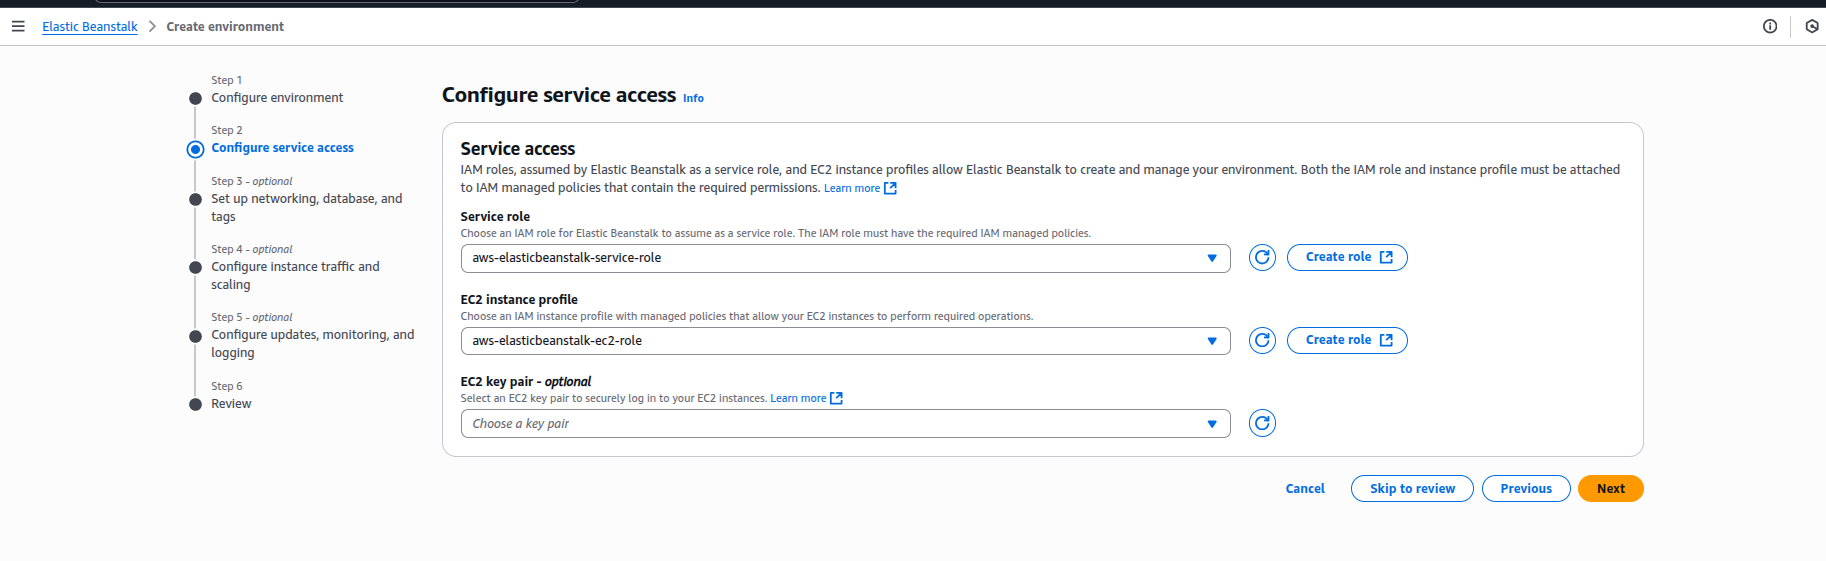 Elastic Beanstalk > Create environment
Step 1
Configure environment
Step 2
Configure service access
Step 3 - optional
Set up networking, database, and
tags
Step 4 - optional
Configure instance traffic and
scaling
Step 5 - optional
Configure updates, monitoring, and
logging
Step 6
Review
Configure service access Info
Service access
IAM roles, assumed by Elastic Beanstalk as a service role, and EC2 instance profiles allow Elastic Beanstalk to create and manage your environment. Both the IAM role and instance profile must be attached
to IAM managed policies that contain the required permissions. Learn more
Service role
Choose an IAM role for Elastic Beanstalk to assume as a service role. The IAM role must have the required IAM managed policies.
aws-elasticbeanstalk-service-role
Create role
EC2 instance profile
Choose an IAM instance profile with managed policies that allow your EC2 instances to perform required operations.
aws-elasticbeanstalk-ec2-role
Create role
EC2 key pair - optional
Select an EC2 key pair to securely log in to your EC2 instances. Learn more
Choose a key pair
Cancel Skip to review Previous Next